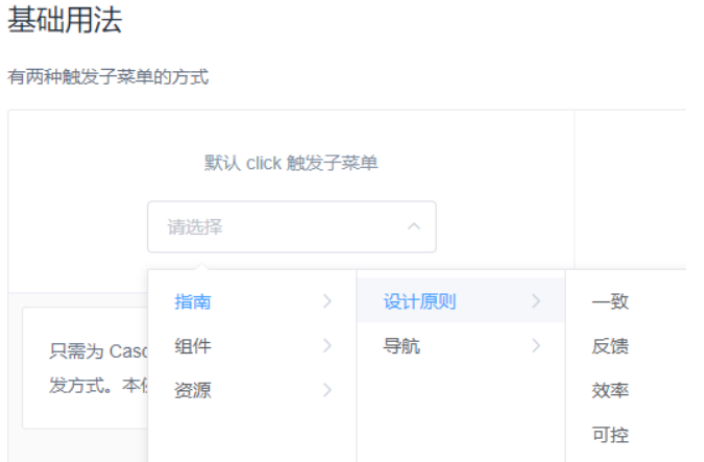 基础用法
有两种触发子菜单的方式
默认 click 触发子菜单
请选择
指南
设计原则
一致
只需为 Casc
组件
导航
反馈
发方式。本
资源
效率
可控